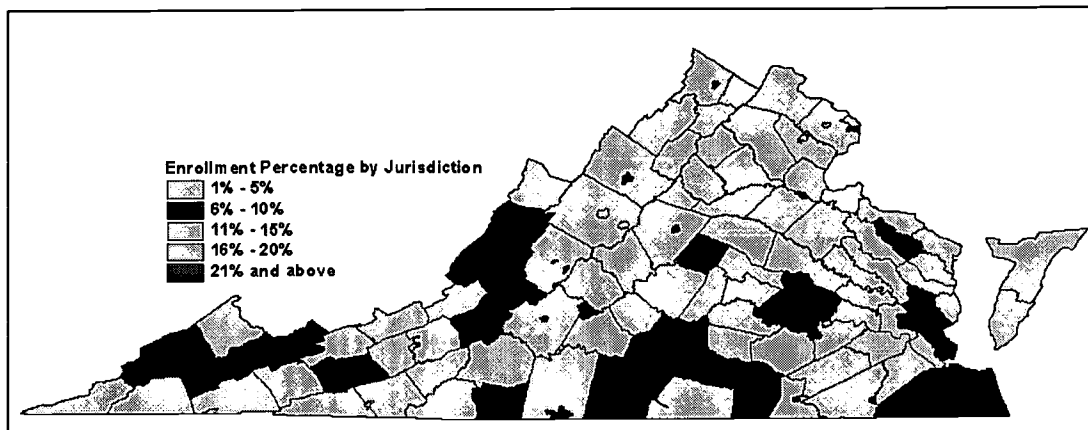 Enrollment Percentage by Jurisdiction
1% - 5%
6% - 10%
11% - 15%
16% - 20%
21% and above